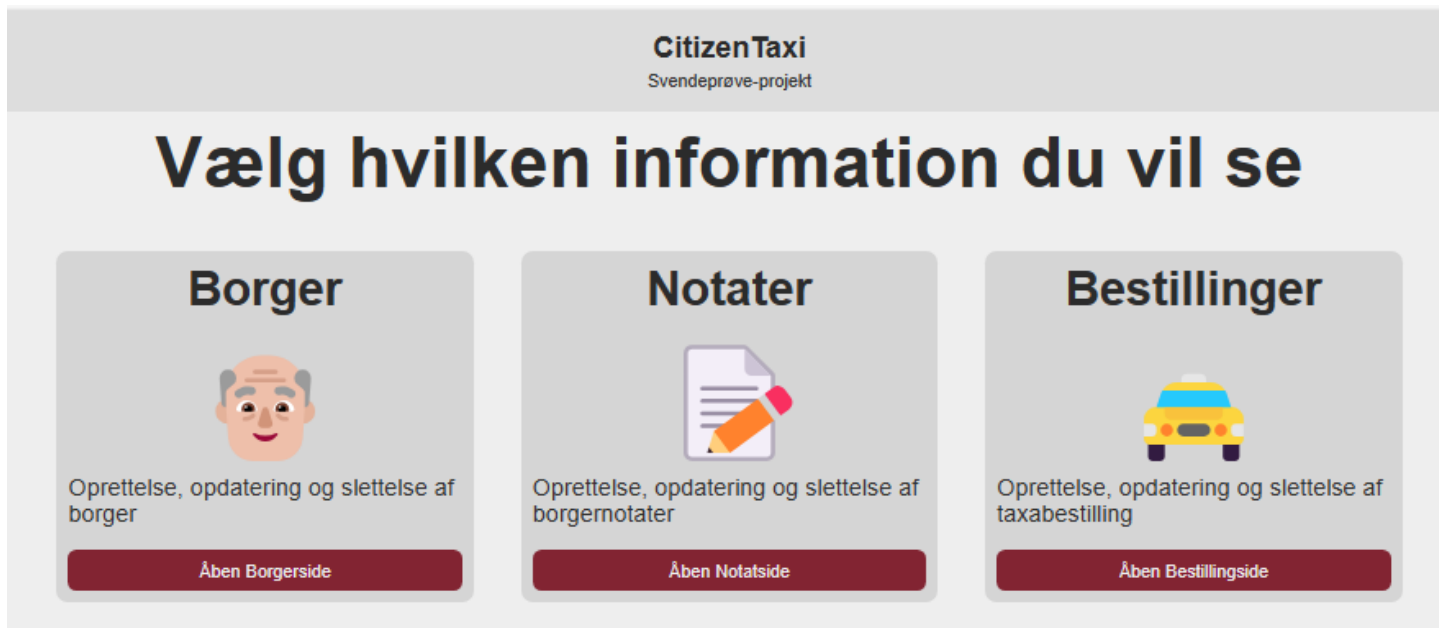 CitizenTaxi
Svendeprøve-projekt
Vælg hvilken information du vil se
Borger
Oprettelse, opdatering og slettelse af
borger
Åben Borgerside
Notater
Oprettelse, opdatering og slettelse af
borgernotater
Åben Notatside
Bestillinger
Oprettelse, opdatering og slettelse af
taxabestilling
Åben Bestillingside